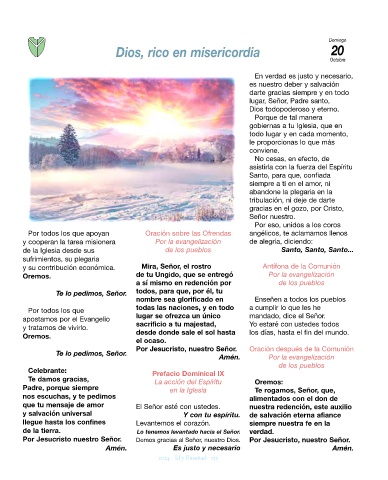 Domingo
20
Octubre
Dios, rico en misericordia
Por todos los que apoyan
y cooperan la tarea misionera
de la Iglesia desde sus
sufrimientos, su plegaria
y su contribución económica.
Oremos.
Te lo pedimos, Señor.
Por todos los que
apostamos por el Evangelio
y tratamos de vivirlo.
Oremos.
Te lo pedimos, Señor.
Celebrante:
Te damos gracias,
Padre, porque siempre
nos escuchas, y te pedimos
que tu mensaje de amor
y salvación universal
llegue hasta los confines
de la tierra.
Por Jesucristo nuestro Señor.
Amén.
Oración sobre las Ofrendas
Por la evangelización
de los pueblos
Mira, Señor, el rostro
de tu Ungido, que se entregó
a sí mismo en redención por
todos, para que, por él, tu
nombre sea glorificado en
todas las naciones, y en todo
lugar se ofrezca un único
sacrificio a tu majestad,
desde donde sale el sol hasta
el ocaso.
Por Jesucristo, nuestro Señor.
Amén.
Prefacio Dominical IX
La acción del Espíritu
en la Iglesia
El Señor esté con ustedes.
Y con tu espíritu.
Levantemos el corazón.
Lo tenemos levantado hacia el Señor.
Demos gracias al Señor, nuestro Dios.
Es justo y necesario
En verdad es justo y necesario,
es nuestro deber y salvación
darte gracias siempre y en todo
lugar, Señor, Padre santo,
Dios todopoderoso y eterno.
Porque de tal manera
gobiernas a tu Iglesia, que en
todo lugar y en cada momento,
le proporcionas lo que más
conviene.
No cesas, en efecto, de
asistirla con la fuerza del Espíritu
Santo, para que, confiada
siempre a ti en el amor, ni
abandone la plegaria en la
tribulación, ni deje de darte
gracias en el gozo, por Cristo,
Señor nuestro.
Por eso, unidos a los coros
angélicos, te aclamamos llenos
de alegría, diciendo:
Santo, Santo, Santo...
Antífona de la Comunión
Por la evangelización
de los pueblos
Enseñen a todos los pueblos
a cumplir lo que les he
mandado, dice el Señor.
Yo estaré con ustedes todos
los días, hasta el fin del mundo.
Oración después de la Comunión
Por la evangelización
de los pueblos
Oremos:
Te rogamos, Señor, que,
alimentados con el don de
nuestra redención, este auxilio
de salvación eterna afiance
siempre nuestra fe en la
verdad.
Por Jesucristo, nuestro Señor.
Amén.